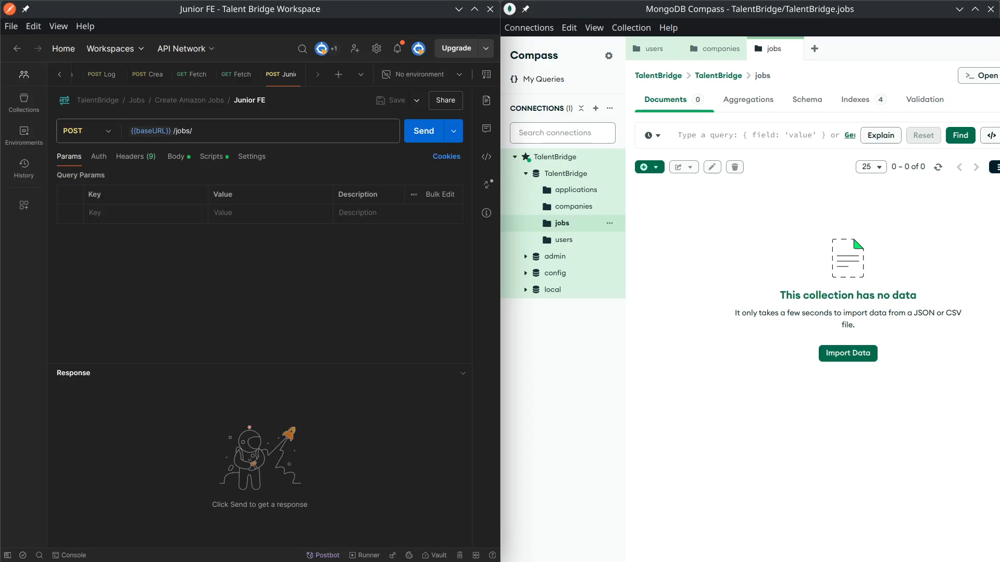 Junior FE - Talent Bridge Workspace
File Edit View Help
Home Workspaces API Network +1 Upgrade
POST Log POST Crea GET Fetch GET Fetch POST Junic No environment
TalentBridge / Jobs / Create Amazon Jobs / Junior FE Save Share
Collections
Environments
History
HTTP
POST {{baseURL}} /jobs/ Send
Params Auth Headers (9) Body Scripts Settings Cookies
Query Params
Key Value Description Bulk Edit
Key Value Description
Response
Click Send to get a response
Console Postbot Runner Vault
MongoDB Compass - TalentBridge/TalentBridge.jobs
Connections Edit View Collection Help
Compass
{} My Queries
CONNECTIONS (1)
Search connections
TalentBridge
TalentBridge
applications
companies
jobs
users
admin
config
local
users companies jobs
TalentBridge > TalentBridge > jobs >_ Open
Documents 0 Aggregations Schema Indexes 4 Validation
Type a query: { field: 'value' } or Ger Explain Reset Find </>
25 0 – 0 of 0
This collection has no data
It only takes a few seconds to import data from a JSON or CSV
file.
Import Data